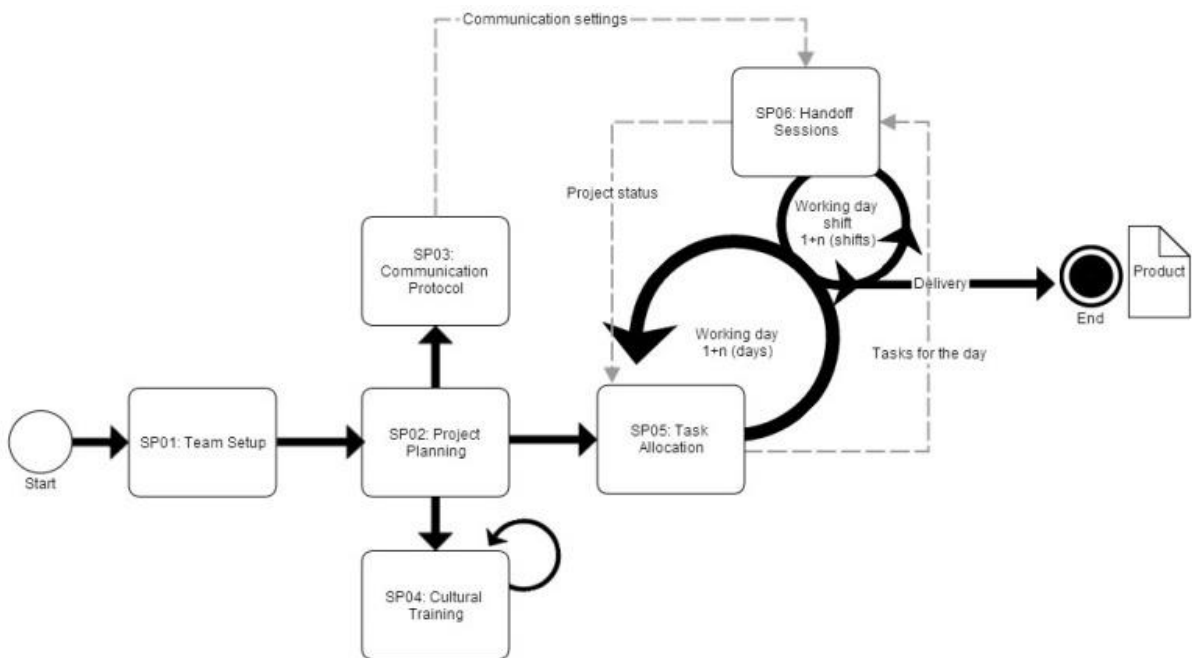 Communication settings
SP06: Handoff
Sessions
Project status
Working day
shift
1+n (shifts)
SP03:
Communication
Protocol
Delivery
Product
End
Working day
1+n (days)
Tasks for the day
Start
SP01: Team Setup
SP02: Project
Planning
SP05: Task
Allocation
SP04: Cultural
Training